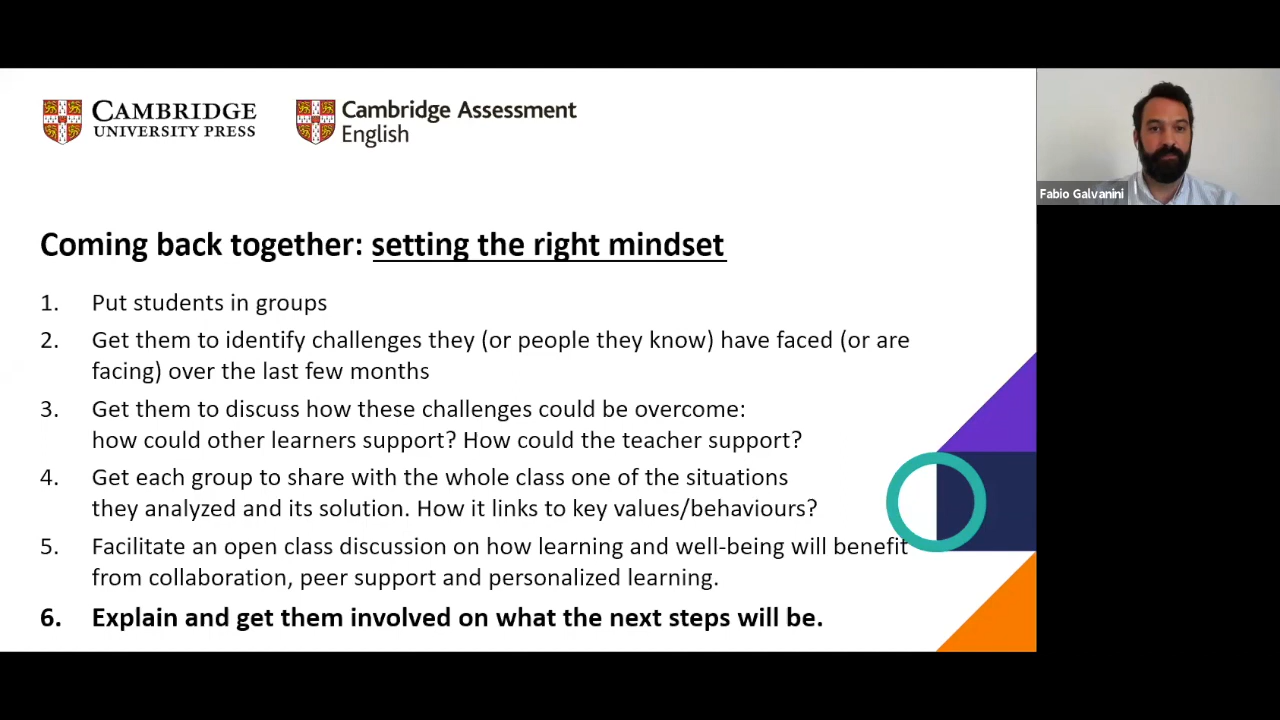 CAMBRIDGE
UNIVERSITY PRESS
Cambridge Assessment
English
Fabio Galvanini
Coming back together: setting the right mindset
1. Put students in groups
2. Get them to identify challenges they (or people they know) have faced (or are
facing) over the last few months
3. Get them to discuss how these challenges could be overcome:
how could other learners support? How could the teacher support?
4. Get each group to share with the whole class one of the situations
they analyzed and its solution. How it links to key values/behaviours?
5. Facilitate an open class discussion on how learning and well-being will benefit
from collaboration, peer support and personalized learning.
6. Explain and get them involved on what the next steps will be.